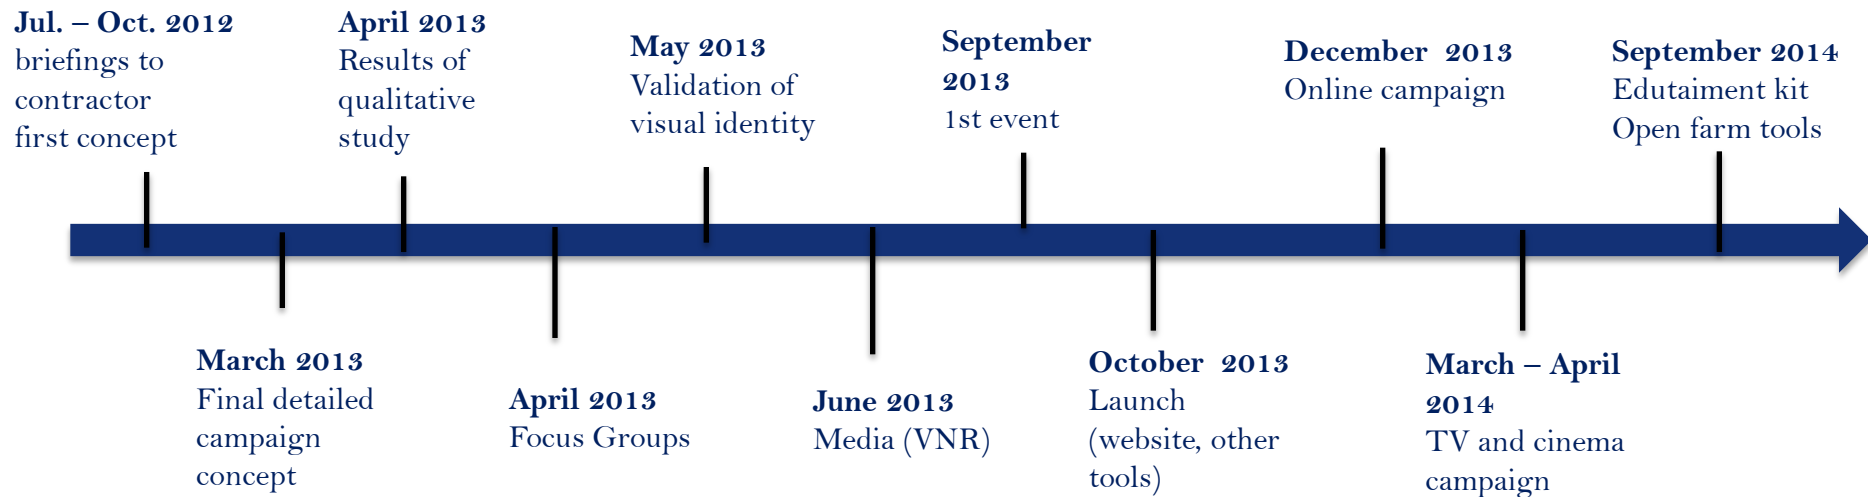 Jul. – Oct. 2012
briefings to
contractor
first concept
March 2013
Final detailed
campaign
concept
April 2013
Results of
qualitative
study
April 2013
Focus Groups
May 2013
Validation of
visual identity
June 2013
Media (VNR)
September
2013
1st event
October 2013
Launch
(website, other
tools)
December 2013
Online campaign
March – April
2014
TV and cinema
campaign
September 2014
Edutaiment kit
Open farm tools